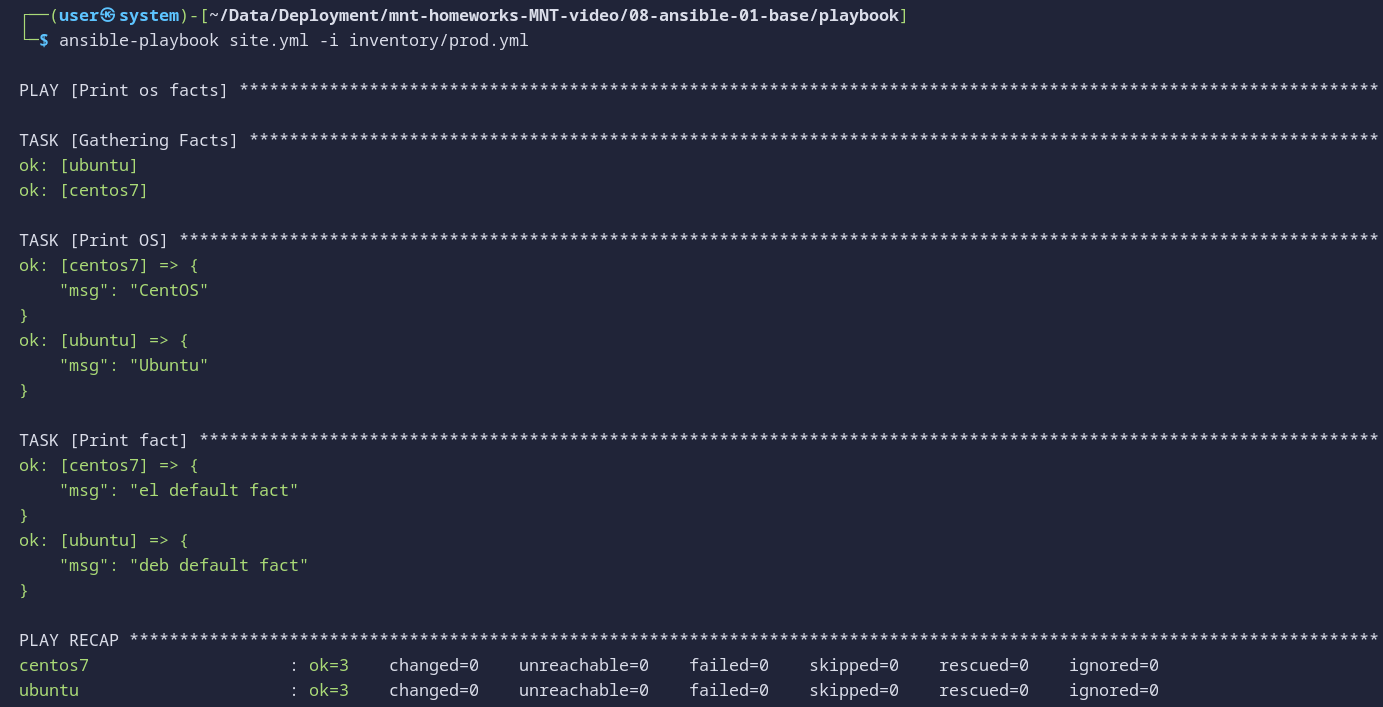 ┌──(user㉿system)-[~/Data/Deployment/mnt-homeworks-MNT-video/08-ansible-01-base/playbook]
└─$ ansible-playbook site.yml -i inventory/prod.yml
PLAY [Print os facts] ******************************************************************************************************************
TASK [Gathering Facts] *****************************************************************************************************************
ok: [ubuntu]
ok: [centos7]
TASK [Print OS] ************************************************************************************************************************
ok: [centos7] => {
    "msg": "CentOS"
}
ok: [ubuntu] => {
    "msg": "Ubuntu"
}
TASK [Print fact] **********************************************************************************************************************
ok: [centos7] => {
    "msg": "el default fact"
}
ok: [ubuntu] => {
    "msg": "deb default fact"
}
PLAY RECAP *****************************************************************************************************************************
centos7                    : ok=3    changed=0    unreachable=0    failed=0    skipped=0    rescued=0    ignored=0
ubuntu                     : ok=3    changed=0    unreachable=0    failed=0    skipped=0    rescued=0    ignored=0